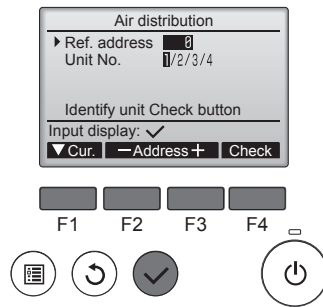 Air distribution
▶ Ref. address 0
Unit No. 1/2/3/4
Identify unit Check button
Input display: ✓
▼ Cur. －Address＋ Check
F1 F2 F3 F4